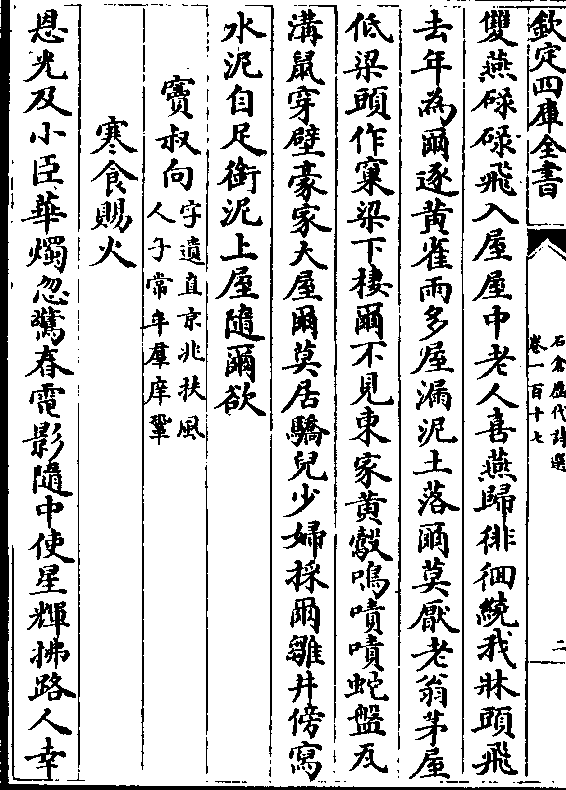 欽定四庫全書
石倉歷代詩選
卷一百十七
二
雙燕碌碌飛入屋屋中老人喜燕歸徘徊繞我牀頭飛
去年為爾逐黄雀雨多屋漏泥土落爾莫厭老翁茅屋
低梁頭作窠梁下棲爾不見東家黄鷇鳴嘖嘖蛇盤瓦
溝鼠穿壁豪家大屋爾莫居驕兒少婦採爾雛井傍寫
水泥自足銜泥上屋隨爾欲
竇叔向字遺直京兆扶風
人子常牟羣庠鞏
寒食賜火
恩光及小臣華燭忽驚春電影隨中使星輝拂路人幸